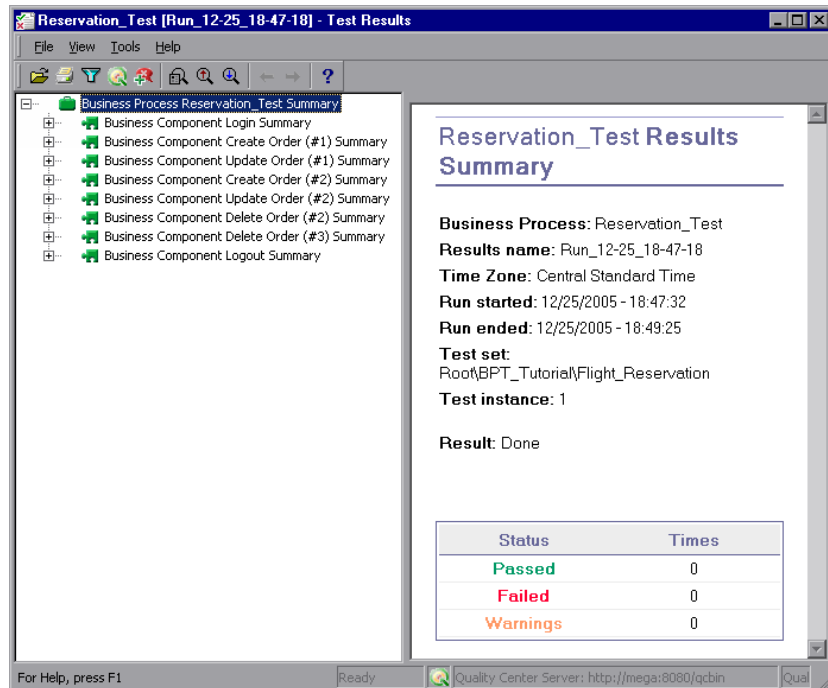 Reservation_Test [Run_12-25_18-47-18] - Test Results
File View Tools Help
?
Business Process Reservation_Test Summary
Business Component Login Summary
Business Component Create Order (#1) Summary
Business Component Update Order (#1) Summary
Business Component Create Order (#2) Summary
Business Component Update Order (#2) Summary
Business Component Delete Order (#2) Summary
Business Component Delete Order (#3) Summary
Business Component Logout Summary
Reservation_Test Results
Summary
Business Process: Reservation_Test
Results name: Run_12-25_18-47-18
Time Zone: Central Standard Time
Run started: 12/25/2005 - 18:47:32
Run ended: 12/25/2005 - 18:49:25
Test set:
Root\BPT_Tutorial\Flight_Reservation
Test instance: 1
Result: Done
Status Times
Passed 0
Failed 0
Warnings 0
For Help, press F1 Ready Quality Center Server: http://mega:8080/qcbin Qual